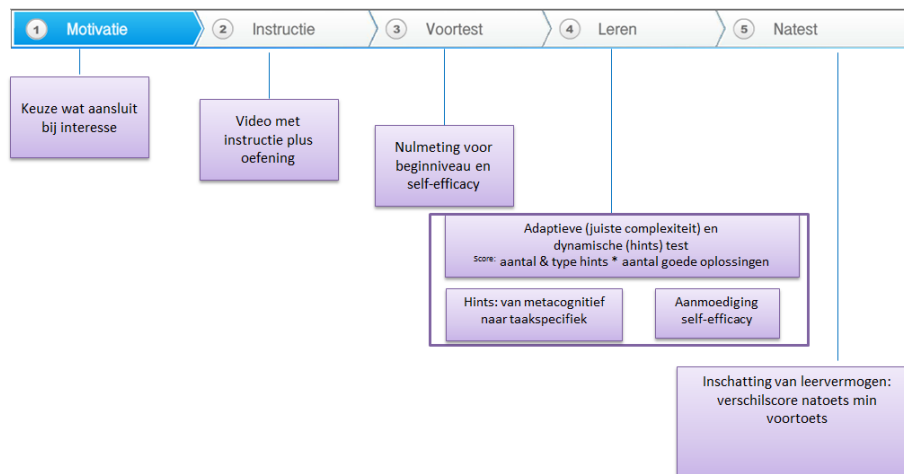 1 Motivatie
2 Instructie
3 Voortest
4 Leren
5 Natest
Keuze wat aansluit
bij interesse
Video met
instructie plus
oefening
Nulmeting voor
beginniveau en
self-efficacy
Adaptieve (juiste complexiteit) en
dynamische (hints) test
Score: aantal & type hints * aantal goede oplossingen
Hints: van metacognitief
naar taakspecifiek
Aanmoediging
self-efficacy
Inschatting van leervermogen:
verschilscore natoets min
voortoets